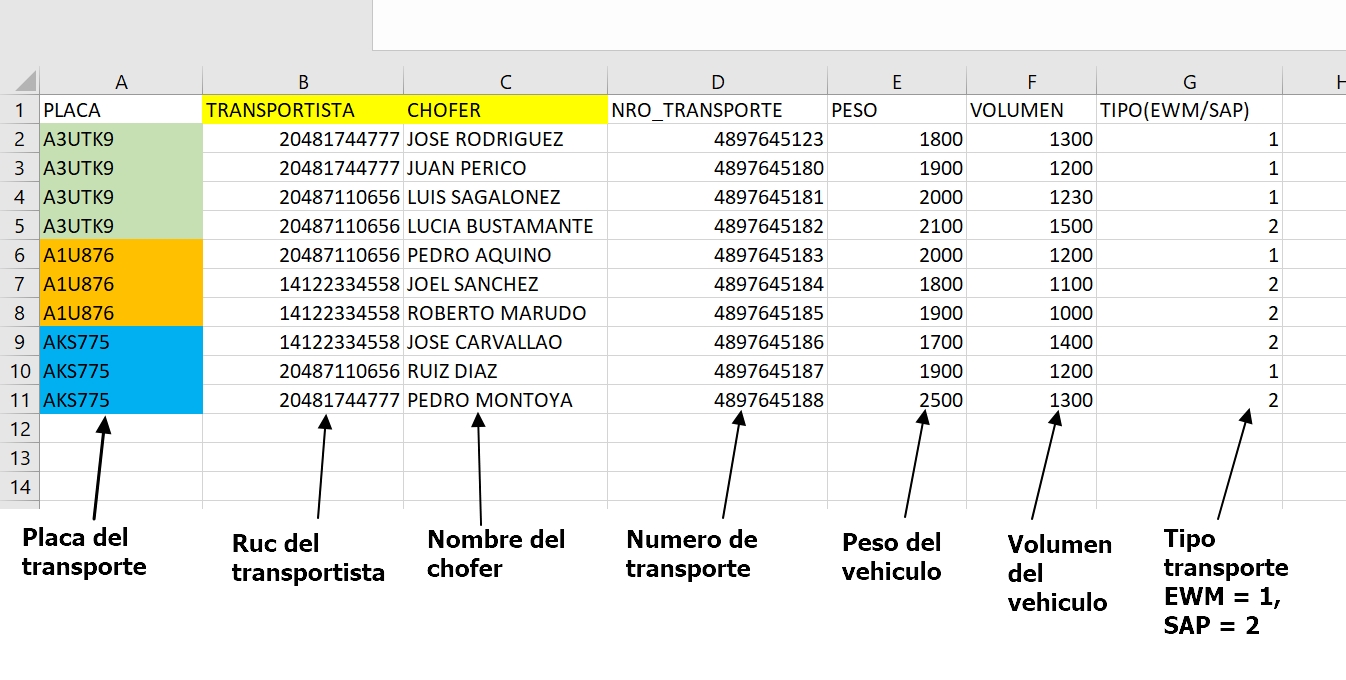 A B C D E F G H
1 PLACA TRANSPORTISTA CHOFER NRO_TRANSPORTE PESO VOLUMEN TIPO(EWM/SAP)
2 A3UTK9 20481744777 JOSE RODRIGUEZ 4897645123 1800 1300 1
3 A3UTK9 20481744777 JUAN PERICO 4897645180 1900 1200 1
4 A3UTK9 20487110656 LUIS SAGALONEZ 4897645181 2000 1230 1
5 A3UTK9 20487110656 LUCIA BUSTAMANTE 4897645182 2100 1500 2
6 A1U876 20487110656 PEDRO AQUINO 4897645183 2000 1200 1
7 A1U876 14122334558 JOEL SANCHEZ 4897645184 1800 1100 2
8 A1U876 14122334558 ROBERTO MARUDO 4897645185 1900 1000 2
9 AKS775 14122334558 JOSE CARVALLAO 4897645186 1700 1400 2
10 AKS775 20487110656 RUIZ DIAZ 4897645187 1900 1200 1
11 AKS775 20481744777 PEDRO MONTOYA 4897645188 2500 1300 2
12
13
14
Placa del
transporte
Ruc del
transportista
Nombre del
chofer
Numero de
transporte
Peso del
vehiculo
Volumen
del
vehiculo
Tipo
transporte
EWM = 1,
SAP = 2